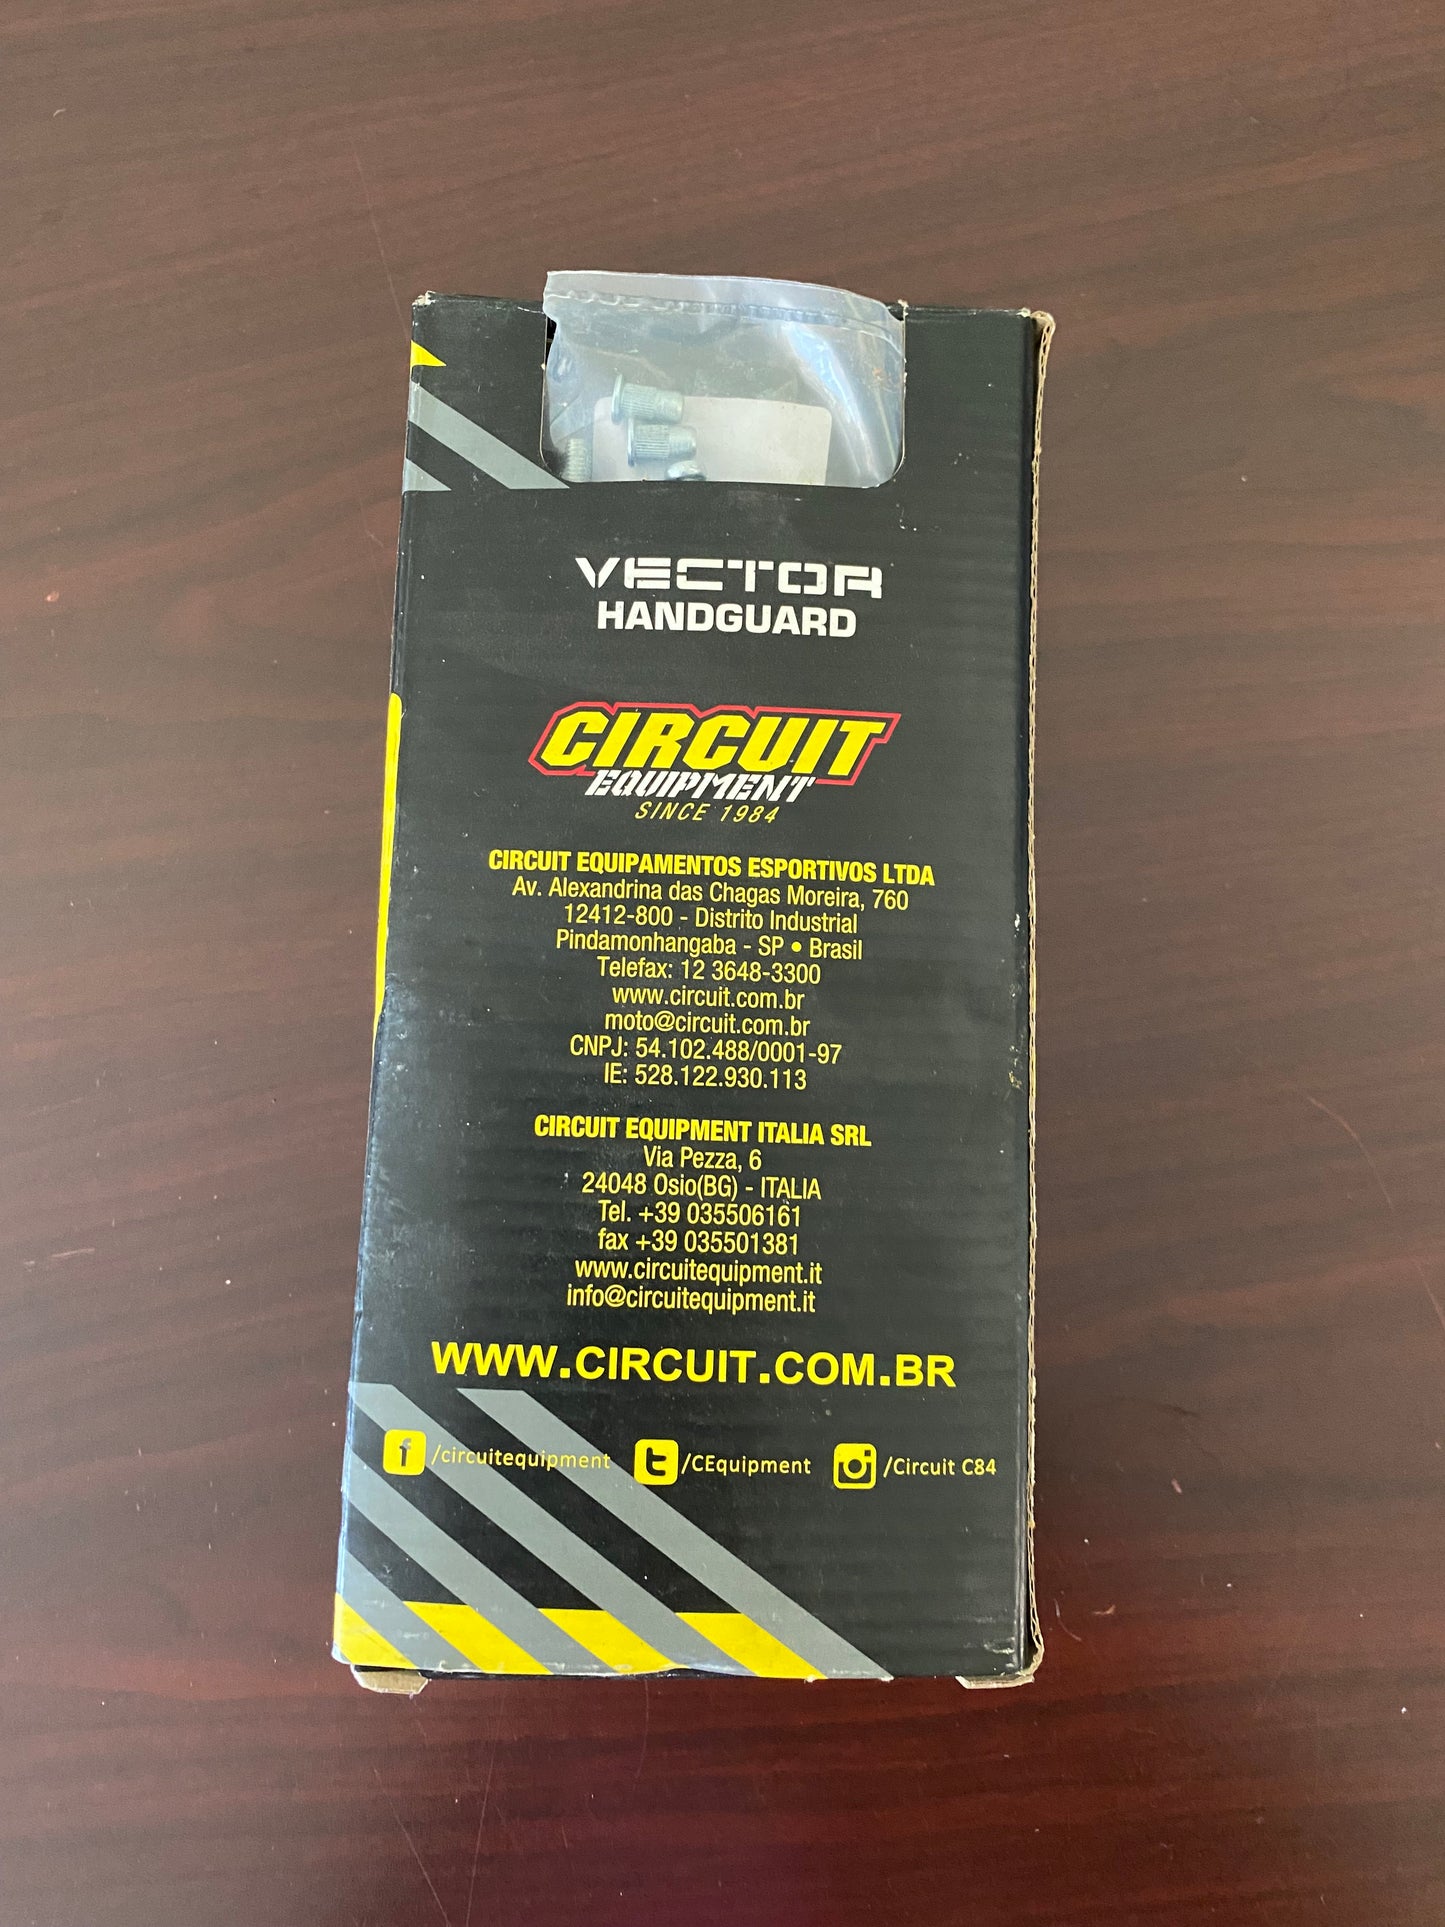 VECTOR
HANDGUARD
CIRCUIT
EQUIPMENT
SINCE 1984
CIRCUIT EQUIPAMENTOS ESPORTIVOS LTDA
Av. Alexandrina das Chagas Moreira, 760
12412-800 - Distrito Industrial
Pindamonhangaba - SP • Brasil
Telefax: 12 3648-3300
www.circuit.com.br
moto@circuit.com.br
CNPJ: 54.102.488/0001-97
IE: 528.122.930.113
CIRCUIT EQUIPMENT ITALIA SRL
Via Pezza, 6
24048 Osio(BG) - ITALIA
Tel. +39 035506161
fax +39 035501381
www.circuitequipment.it
info@circuitequipment.it
WWW.CIRCUIT.COM.BR
/circuitequipment /CEquipment /Circuit C84